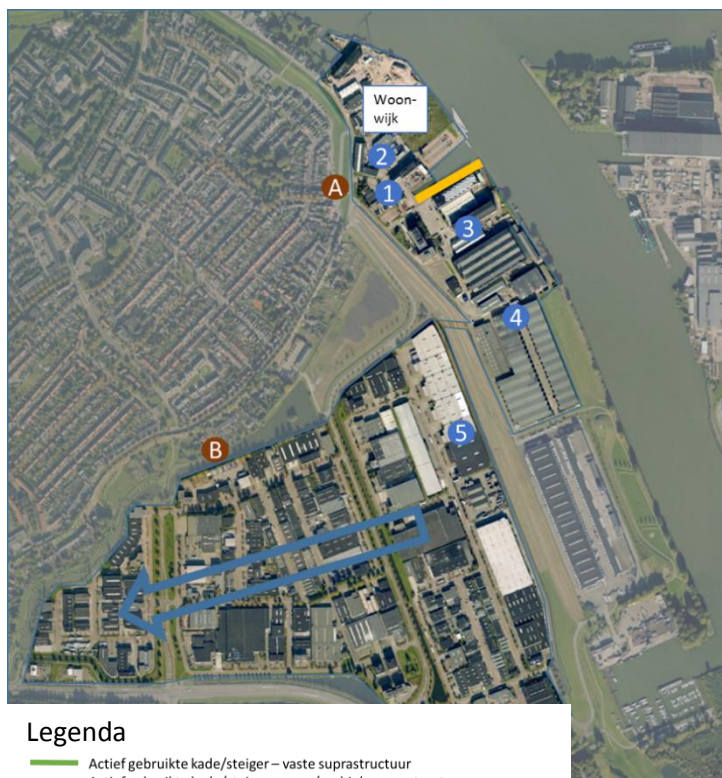 Woon-
wijk
2
A
1
3
4
5
B
Legenda
Actief gebruikte kade/steiger – vaste suprastructuur